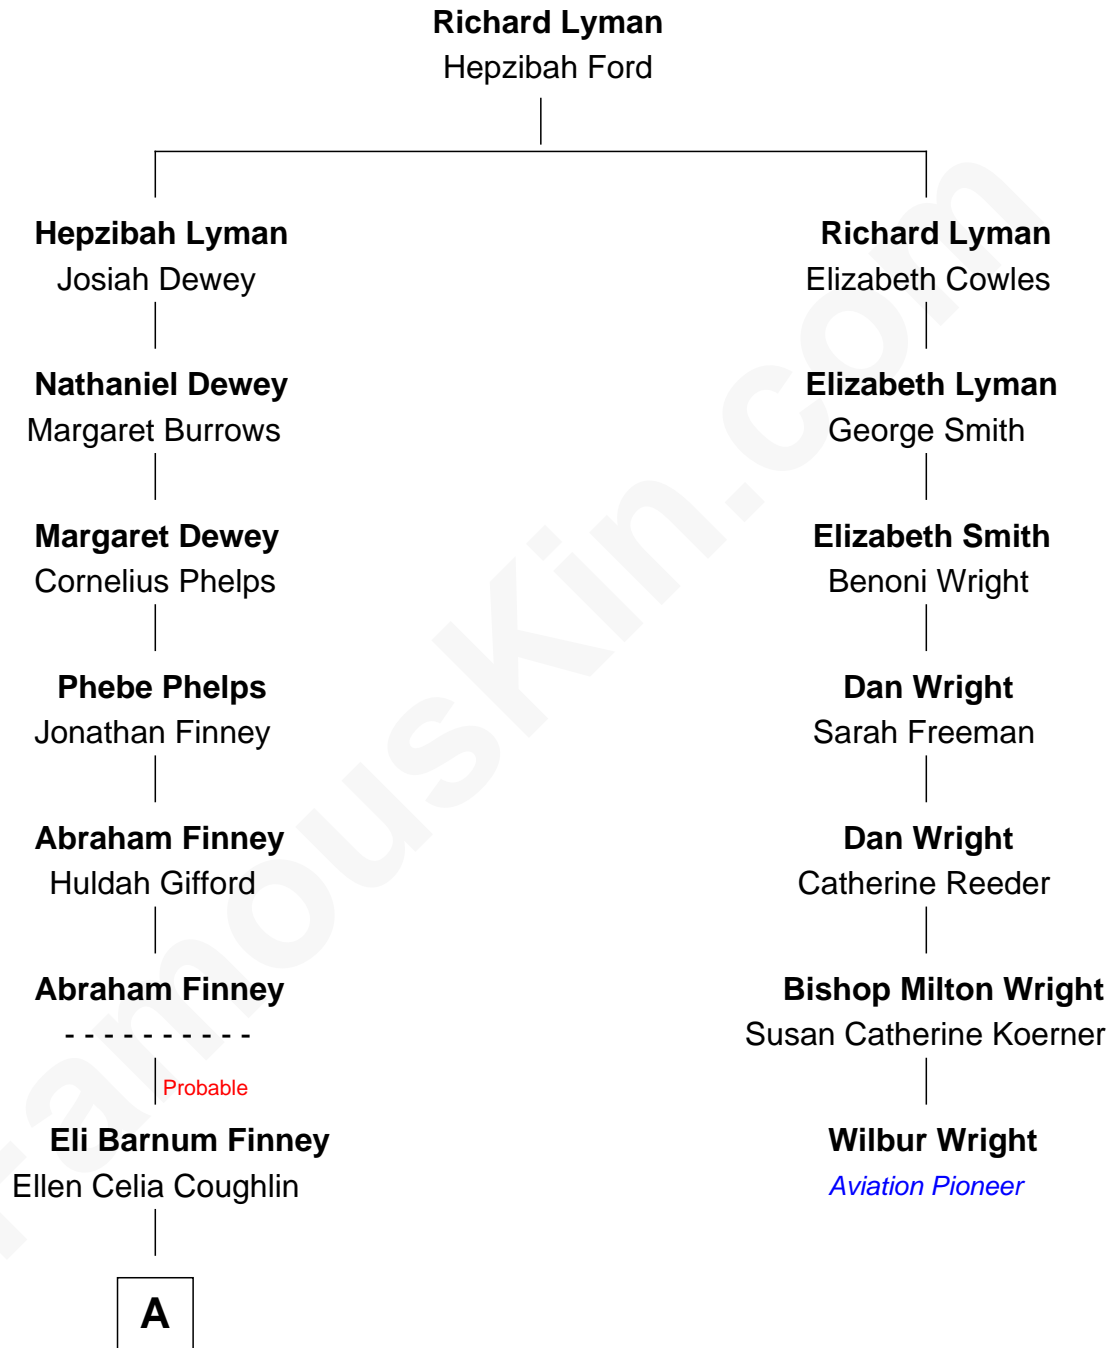 Richard Lyman
Hepzibah Ford
Hepzibah Lyman
Josiah Dewey
Richard Lyman
Elizabeth Cowles
Nathaniel Dewey
Margaret Burrows
Elizabeth Lyman
George Smith
Margaret Dewey
Cornelius Phelps
Elizabeth Smith
Benoni Wright
Phebe Phelps
Jonathan Finney
Dan Wright
Sarah Freeman
Abraham Finney
Huldah Gifford
Dan Wright
Catherine Reeder
Abraham Finney
- - - - - - - - - -
Probable
Bishop Milton Wright
Susan Catherine Koerner
Eli Barnum Finney
Ellen Celia Coughlin
Wilbur Wright
Aviation Pioneer
A
FamousKin.com